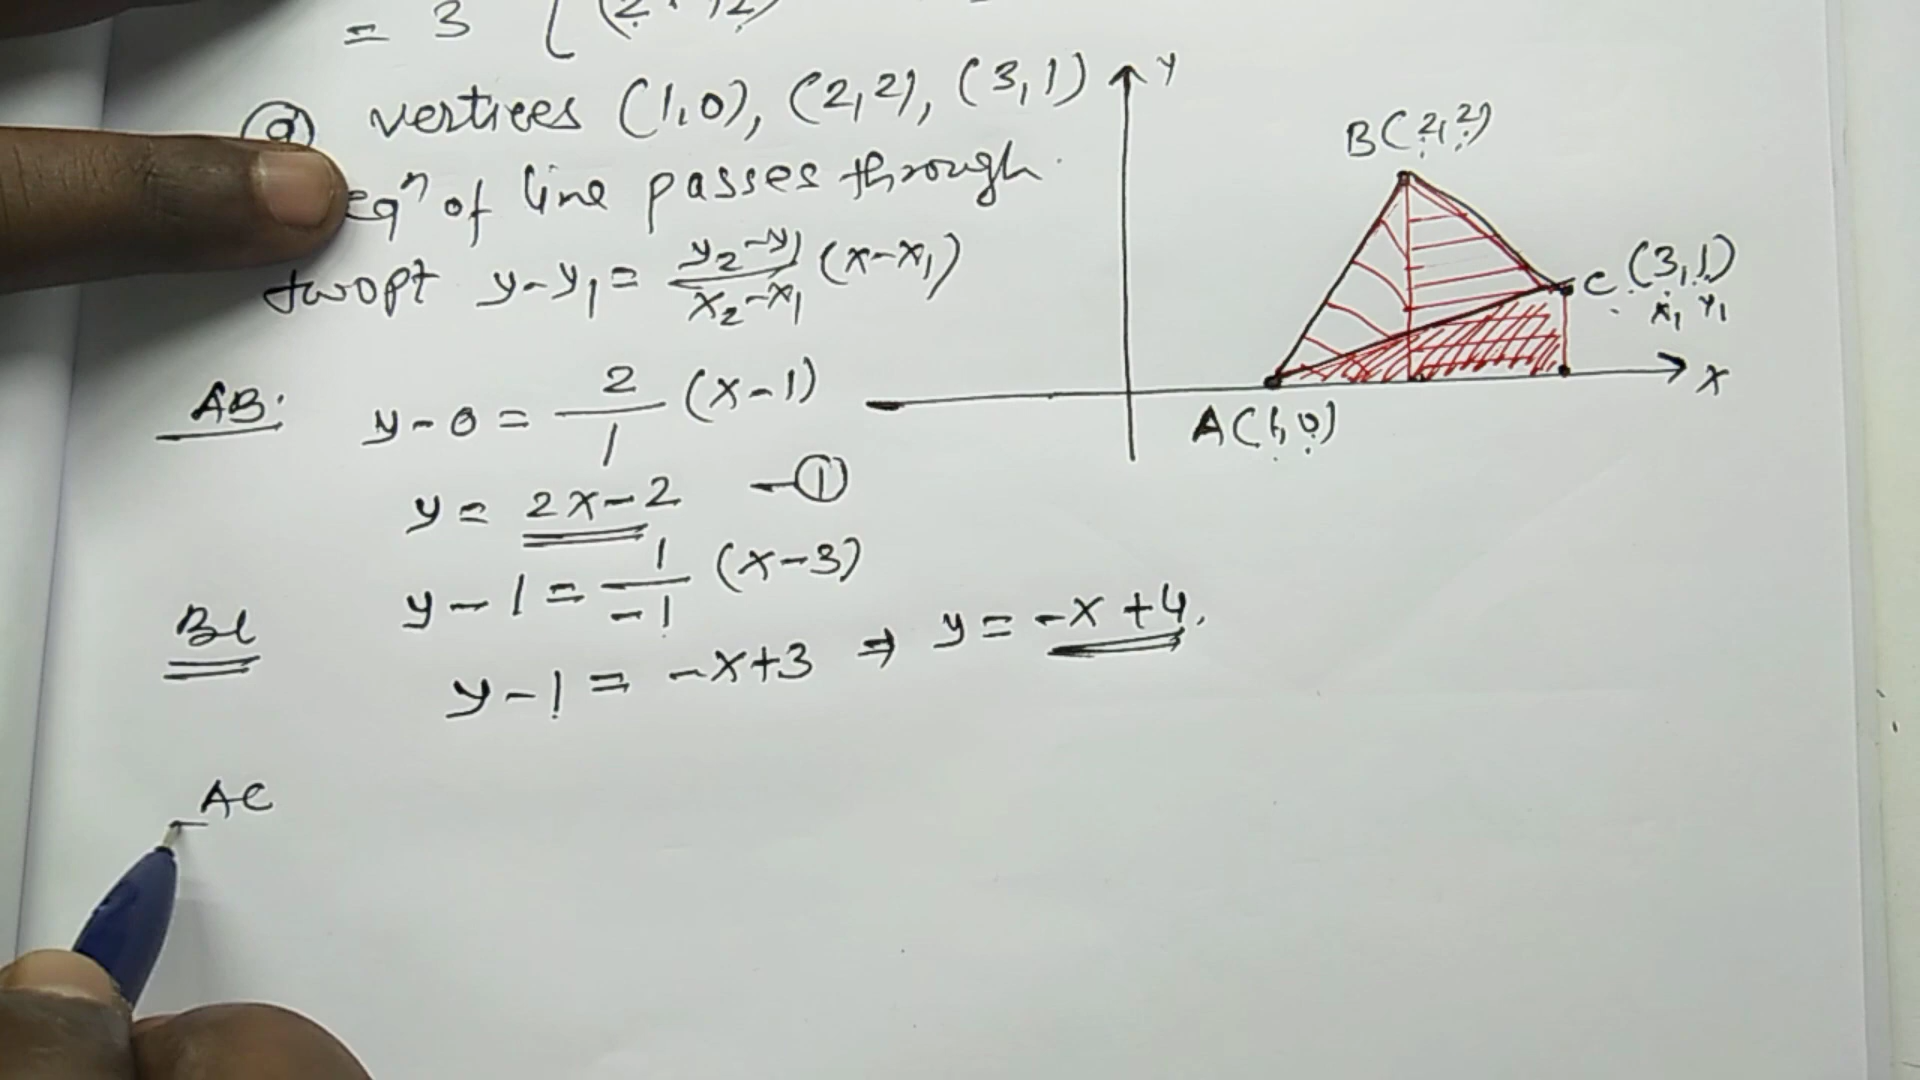 = 3
vertices (1,0), (2,2), (3,1)
eqⁿ of line passes through
two pt y-y₁ = y₂-y₁/x₂-x₁ (x-x₁)
AB: y-0 = 2/1 (x-1)
y = 2x-2 —①
BC y-1 = 1/-1 (x-3)
y-1 = -x+3 ⇒ y = -x+4.
AC
Y
B(2,2)
C (3,1)
x₁ y₁
X
A(1,0)